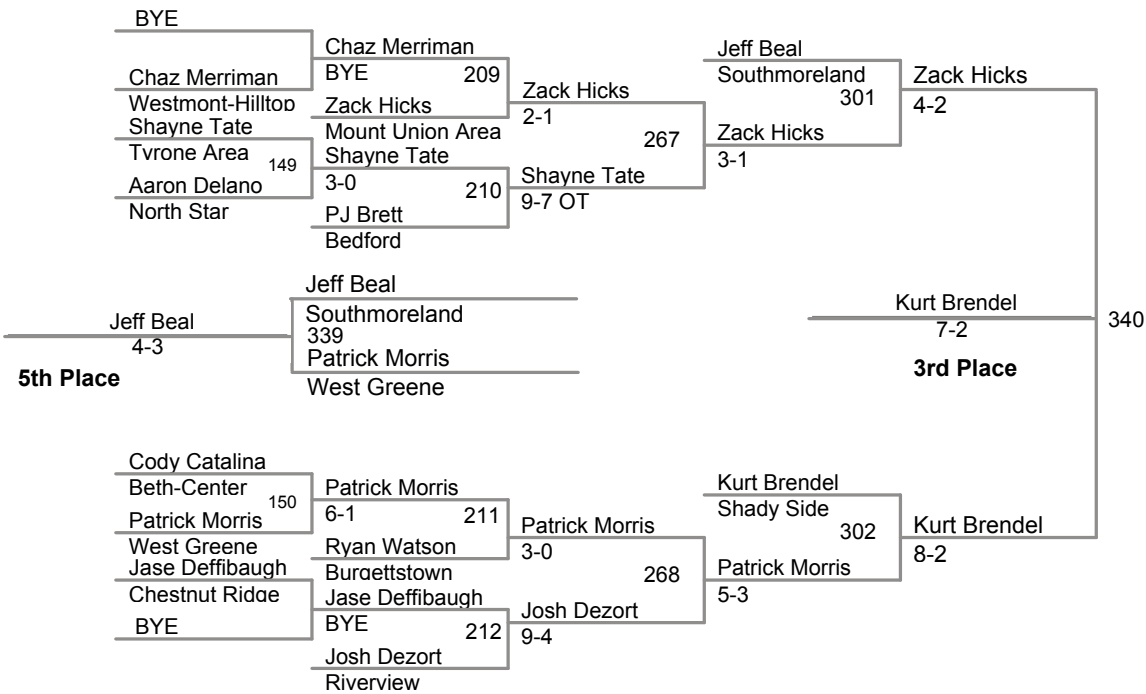 BYE
Chaz Merriman
Westmont-Hilltop
Shayne Tate
Tyrone Area
149
Aaron Delano
North Star
Chaz Merriman
BYE
209
Zack Hicks
Mount Union Area
Shayne Tate
3-0
210
PJ Brett
Bedford
Zack Hicks
2-1
267
Shayne Tate
9-7 OT
Jeff Beal
Southmoreland
301
Zack Hicks
3-1
Zack Hicks
4-2
Jeff Beal
4-3
5th Place
Jeff Beal
Southmoreland
339
Patrick Morris
West Greene
Kurt Brendel
7-2
3rd Place
340
Cody Catalina
Beth-Center
150
Patrick Morris
West Greene
Jase Deffibaugh
Chestnut Ridge
BYE
Patrick Morris
6-1
211
Ryan Watson
Burgettstown
Jase Deffibaugh
BYE
212
Josh Dezort
Riverview
Patrick Morris
3-0
268
Josh Dezort
9-4
Kurt Brendel
Shady Side
302
Patrick Morris
5-3
Kurt Brendel
8-2